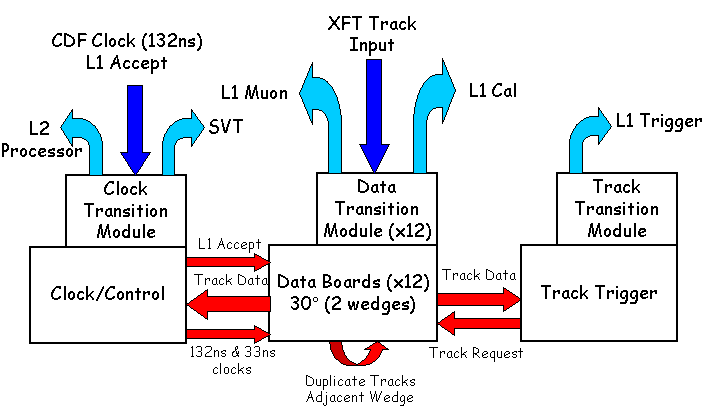 CDF Clock (132ns)
L1 Accept
XFT Track
Input
L2
Processor
SVT
L1 Muon
L1 Cal
L1 Trigger
Clock
Transition
Module
Data
Transition
Module (x12)
Track
Transition
Module
Clock/Control
L1 Accept
Track Data
132ns & 33ns
clocks
Data Boards (x12)
30° (2 wedges)
Track Data
Track Request
Track Trigger
Duplicate Tracks
Adjacent Wedge